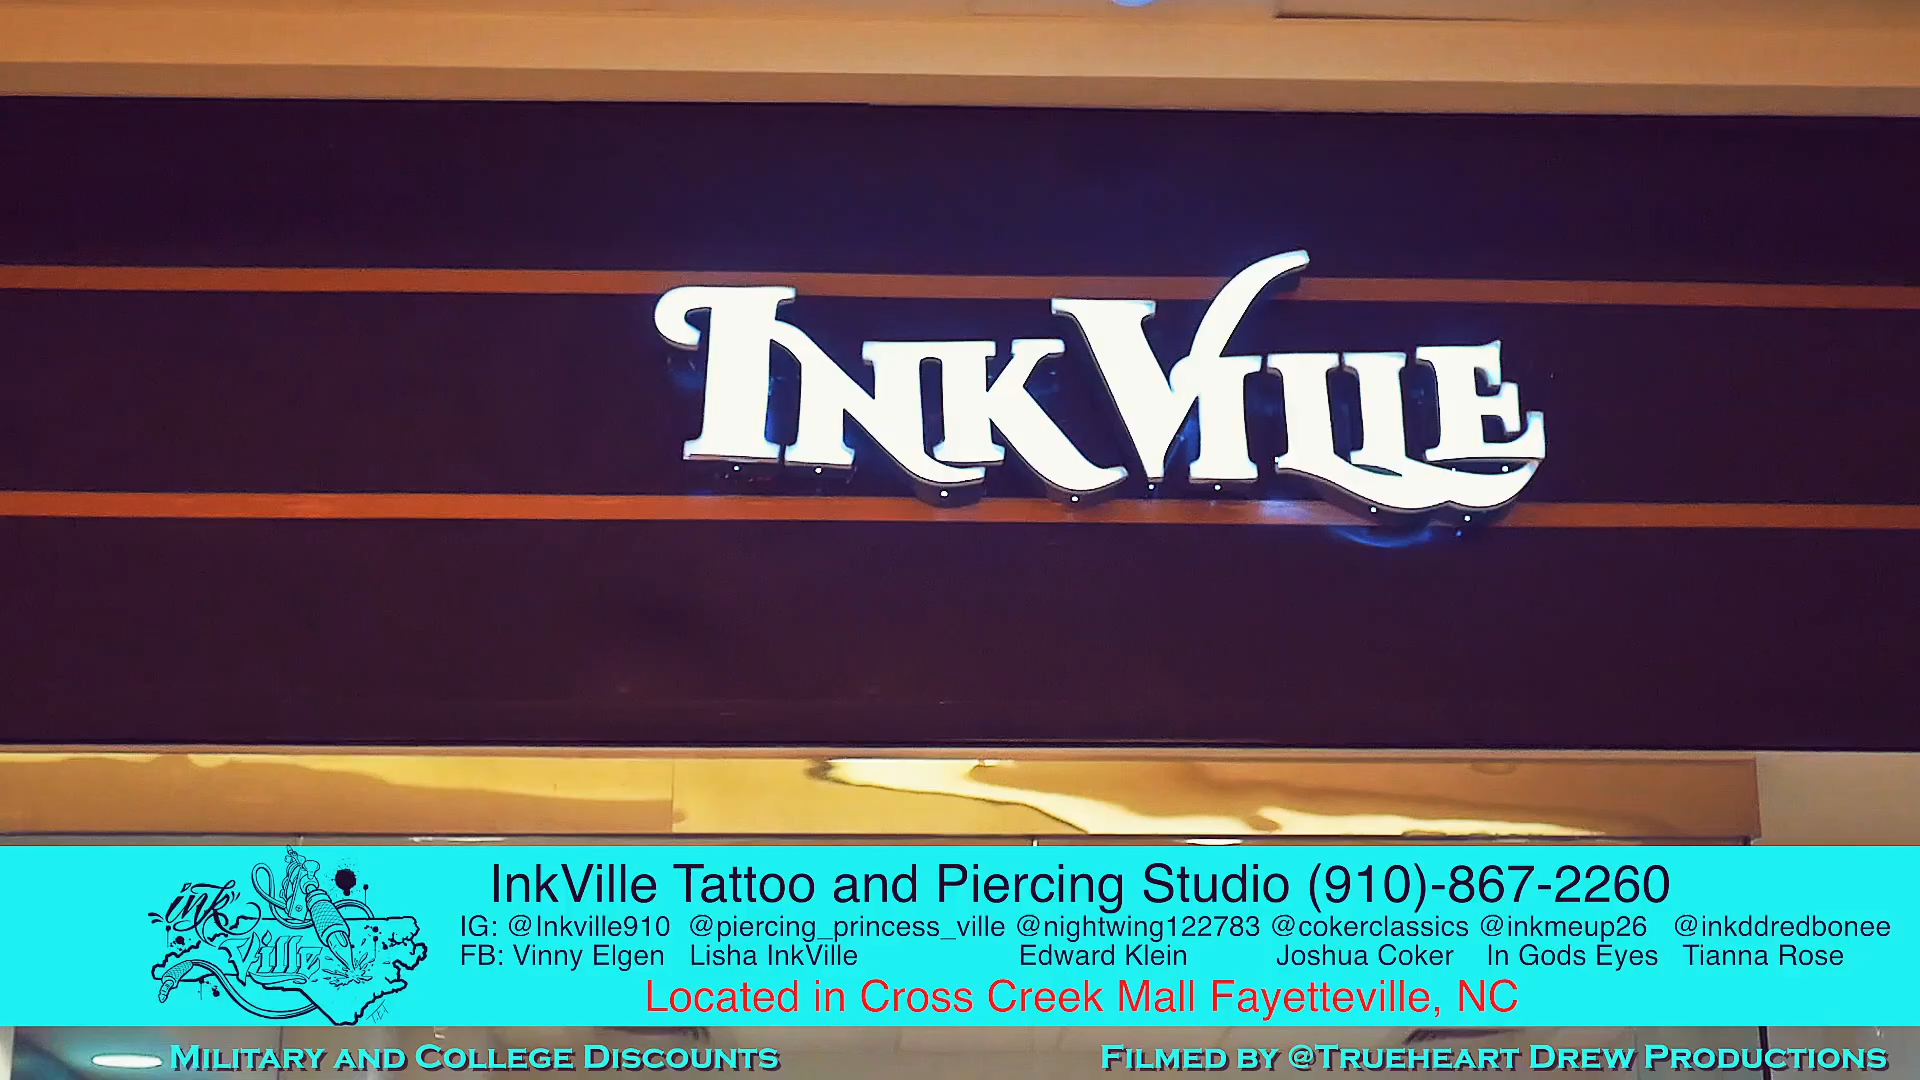 InkVille
InkVille Tattoo and Piercing Studio (910)-867-2260
IG: @Inkville910 @piercing_princess_ville @nightwing122783 @cokerclassics @inkmeup26 @inkddredbonee
FB: Vinny Elgen Lisha InkVille Edward Klein Joshua Coker In Gods Eyes Tianna Rose
ink
Ville
Located in Cross Creek Mall Fayetteville, NC
Military and College Discounts
Filmed by @Trueheart Drew Productions